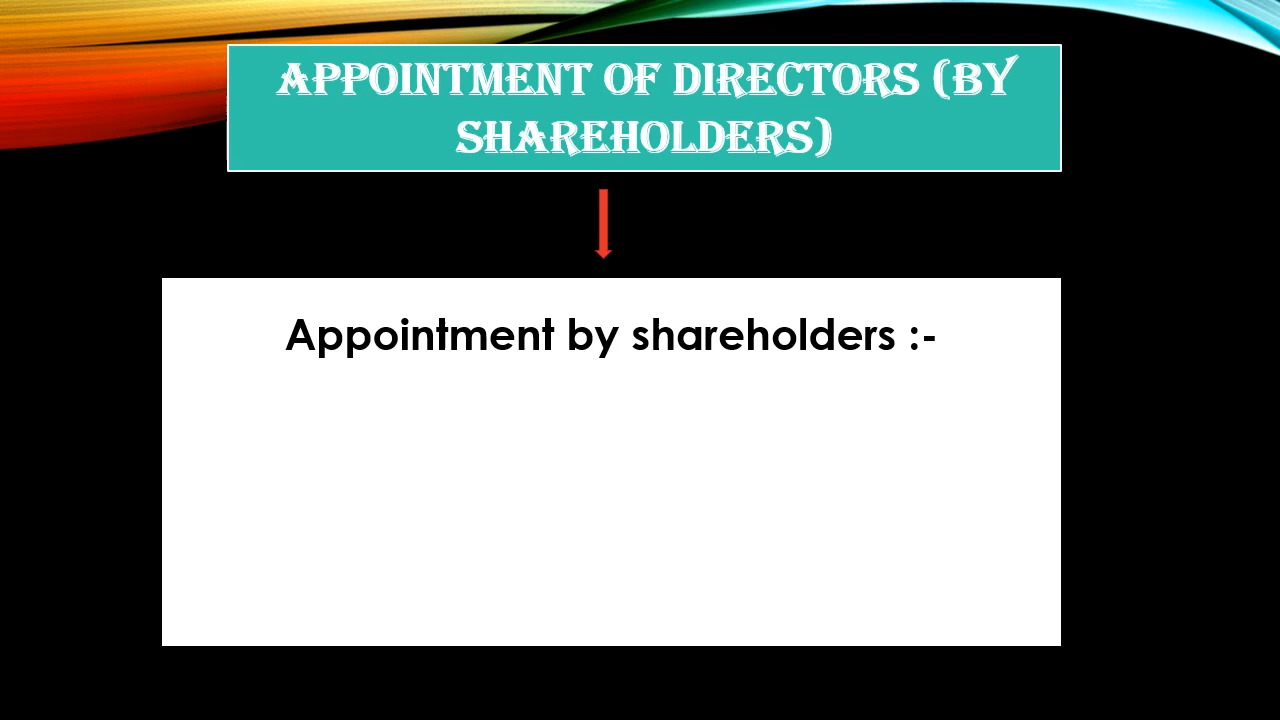 APPOINTMENT OF DIRECTORS (BY
SHAREHOLDERS)
Appointment by shareholders :-